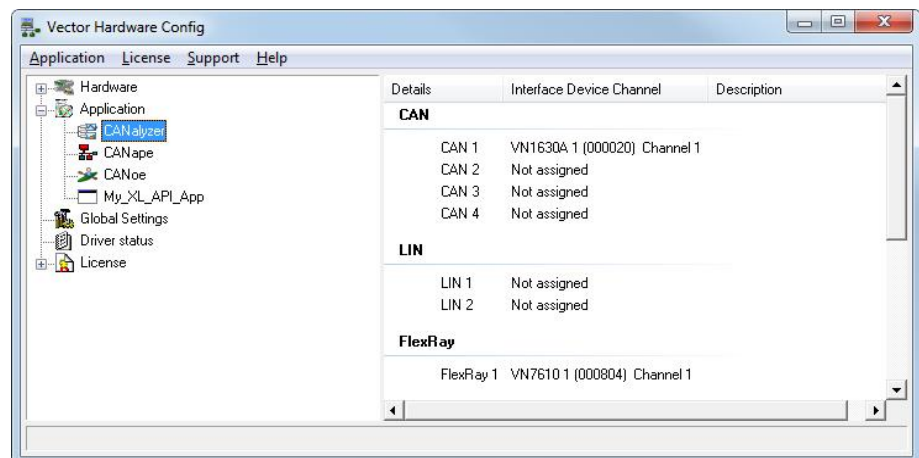 Vector Hardware Config
Application License Support Help
Hardware
Application
CANalyzer
CANape
CANoe
My_XL_API_App
Global Settings
Driver status
License
Details Interface Device Channel Description
CAN
CAN 1 VN1630A 1 (000020) Channel 1
CAN 2 Not assigned
CAN 3 Not assigned
CAN 4 Not assigned
LIN
LIN 1 Not assigned
LIN 2 Not assigned
FlexRay
FlexRay 1 VN7610 1 (000804) Channel 1